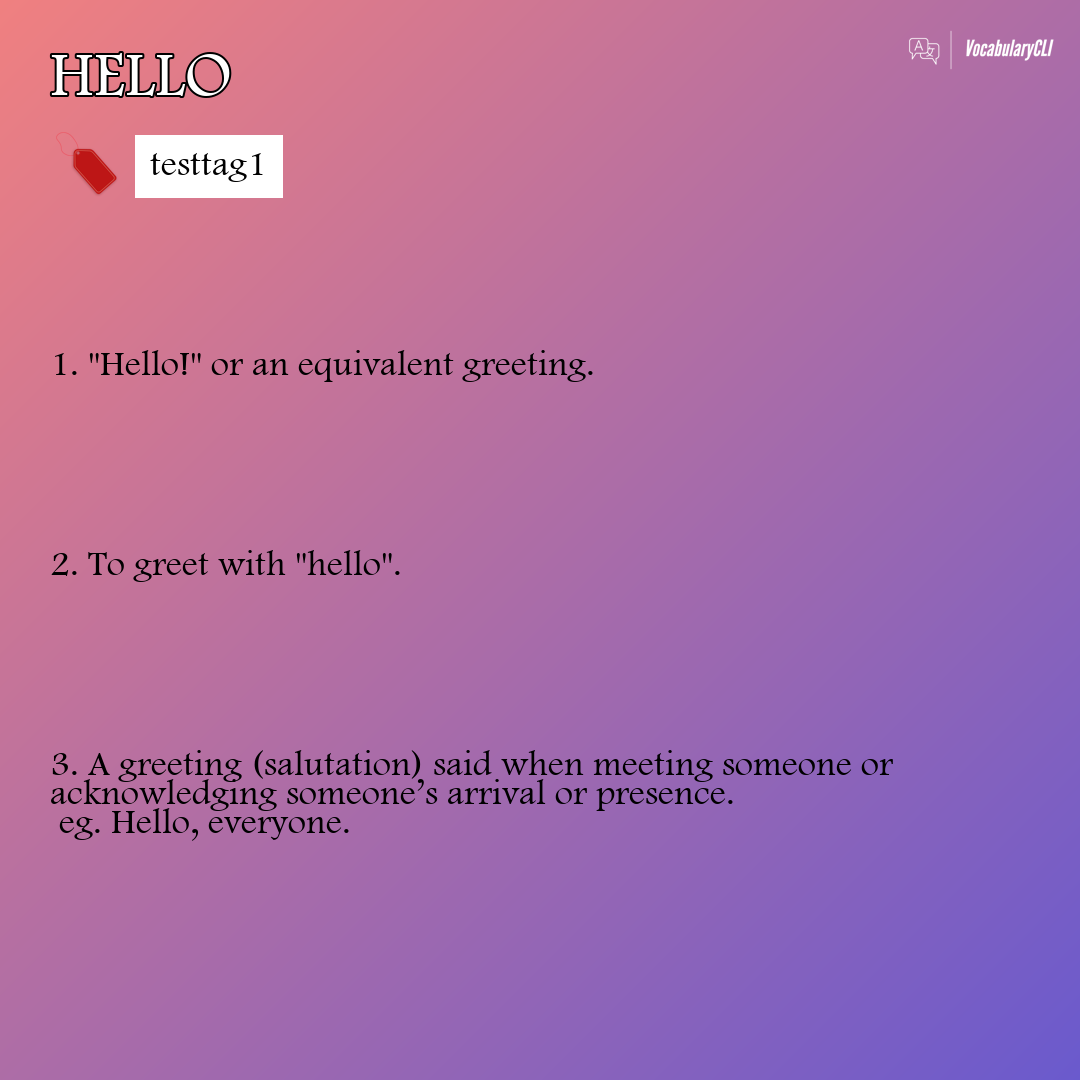 HELLO
VocabularyCLI
testtag1
1. "Hello!" or an equivalent greeting.
2. To greet with "hello".
3. A greeting (salutation) said when meeting someone or
acknowledging someone’s arrival or presence.
eg. Hello, everyone.